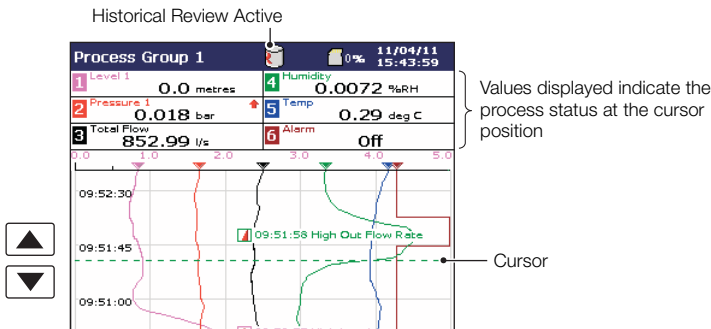 Historical Review Active
Process Group 1
0%
11/04/11
15:43:59
1 Level 1 0.0 metres
4 Humidity 0.0072 %RH
2 Pressure 1 0.018 bar
5 Temp 0.29 deg C
3 Total Flow 852.99 l/s
6 Alarm Off
Values displayed indicate the
process status at the cursor
position
0.0 1.0 2.0 3.0 4.0 5.0
09:52:30
09:51:58 High Out Flow Rate
09:51:45
Cursor
09:51:00